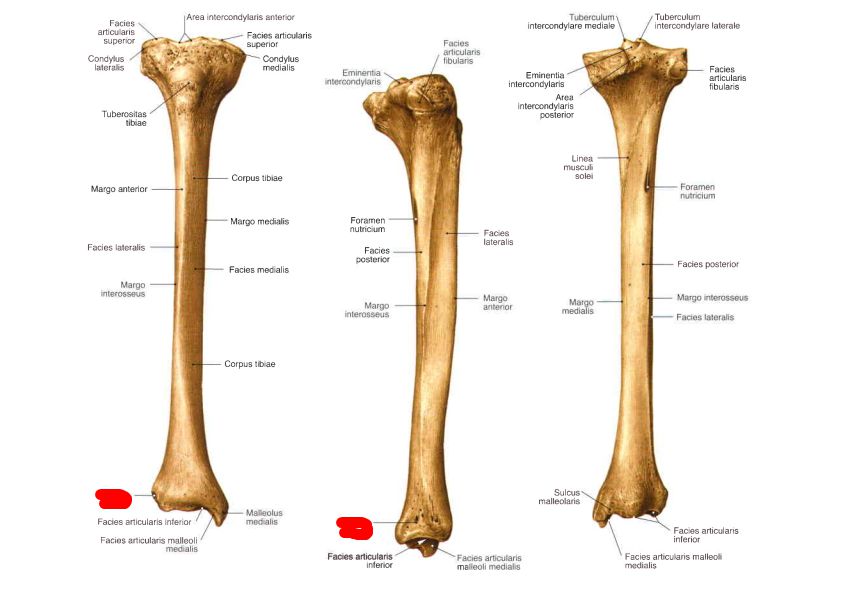 Facies
articularis
superior
Area intercondylaris anterior
Facies articularis
superior
Condylus
lateralis
Condylus
medialis
Tuberositas
tibiae
Corpus tibiae
Margo anterior
Margo medialis
Facies lateralis
Facies medialis
Margo
interosseus
Corpus tibiae
Malleolus
medialis
Facies articularis inferior
Facies articularis malleoli
medialis
Facies
articularis
fibularis
Eminentia
intercondylaris
Foramen
nutricium
Facies
lateralis
Facies
posterior
Margo
interosseus
Margo
anterior
Facies articularis
inferior
Facies articularis
malleoli medialis
Tuberculum
intercondylare mediale
Tuberculum
intercondylare laterale
Eminentia
intercondylaris
Area
intercondylaris
posterior
Facies
articularis
fibularis
Linea
musculi
solei
Foramen
nutricium
Facies posterior
Margo
medialis
Margo interosseus
Facies lateralis
Sulcus
malleolaris
Facies articularis
inferior
Facies articularis malleoli
medialis